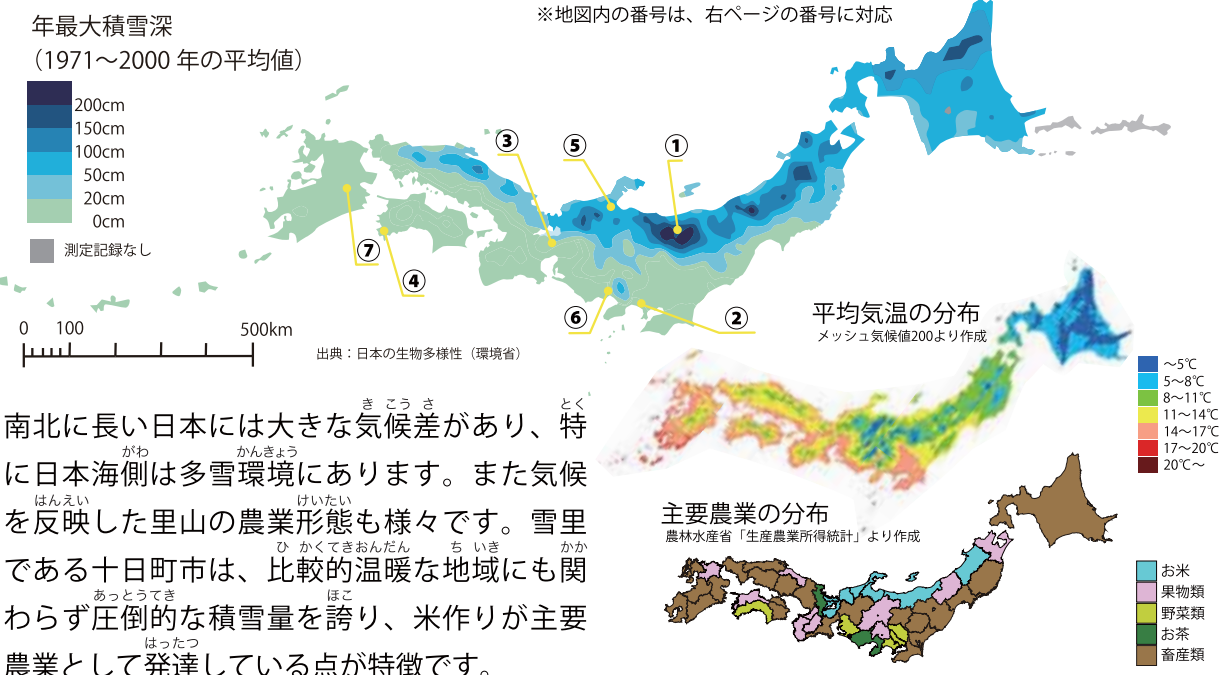 年最大積雪深
（1971〜2000 年の平均値）
200cm
150cm
100cm
50cm
20cm
0cm
測定記録なし
※地図内の番号は、右ページの番号に対応
③
⑤
①
⑦
④
⑥
②
0 100 500km
出典：日本の生物多様性（環境省）
平均気温の分布
メッシュ気候値200より作成
〜5℃
5〜8℃
8〜11℃
11〜14℃
14〜17℃
17〜20℃
20℃〜
主要農業の分布
農林水産省「生産農業所得統計」より作成
お米
果物類
野菜類
お茶
畜産類
き こう さ とく
南北に長い日本には大きな気候差があり、特
がわ かんきょう
に日本海側は多雪環境にあります。また気候
はんえい けいたい
を反映した里山の農業形態も様々です。雪里
ひ かくてきおんだん ち いき かか
である十日町市は、比較的温暖な地域にも関
あっとうてき ほこ
わらず圧倒的な積雪量を誇り、米作りが主要
はったつ
農業として発達している点が特徴です。